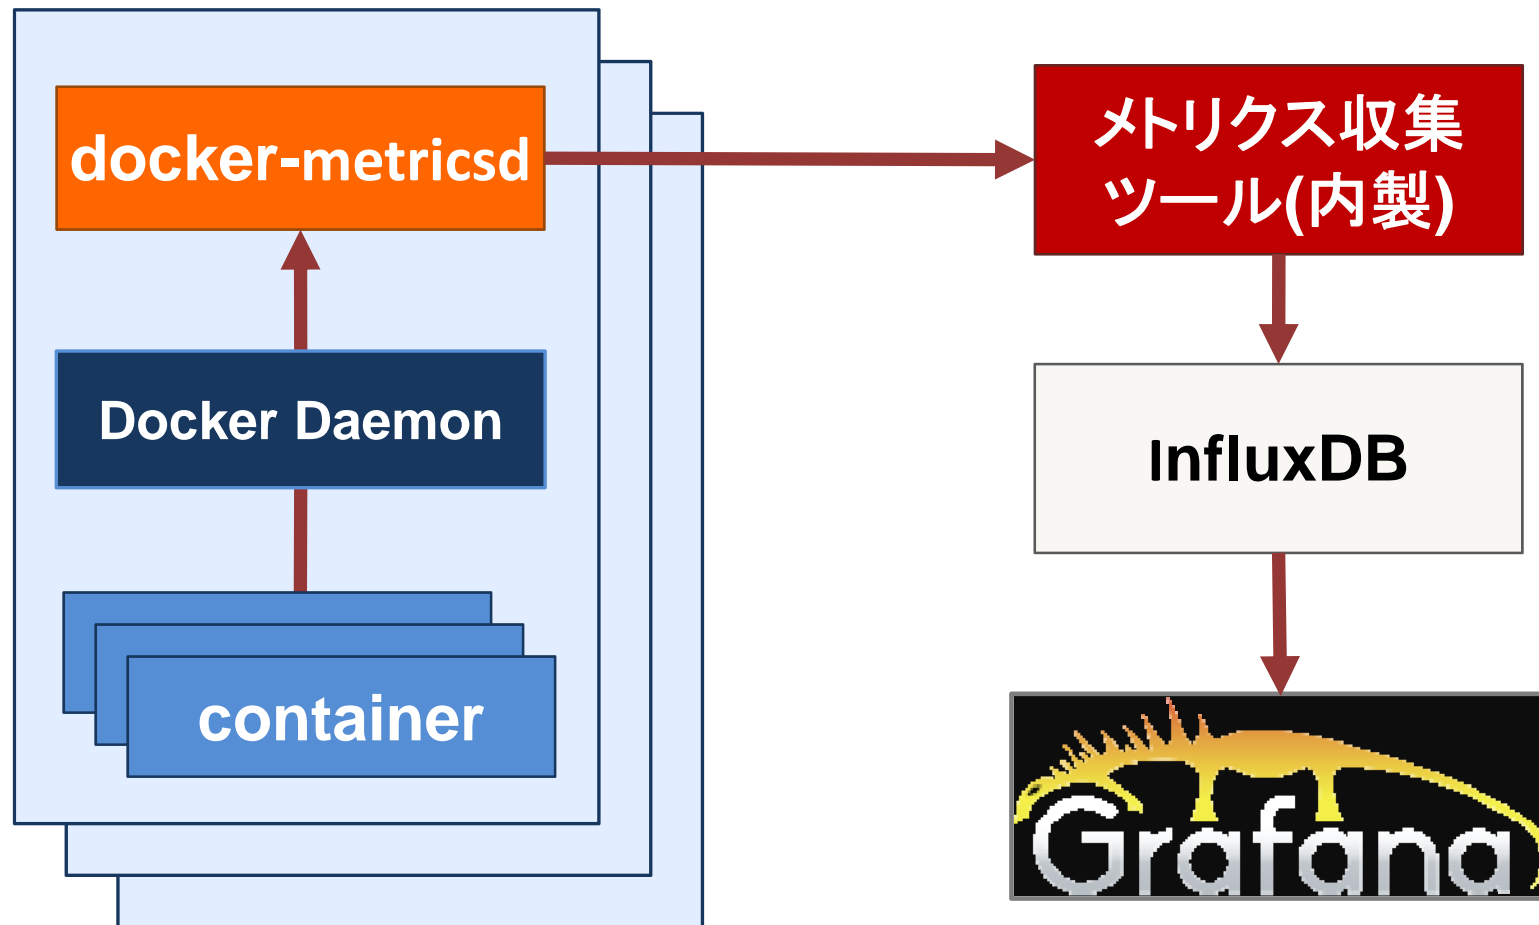 docker-metricsd
Docker Daemon
container
メトリクス収集
ツール(内製)
InfluxDB
Grafana